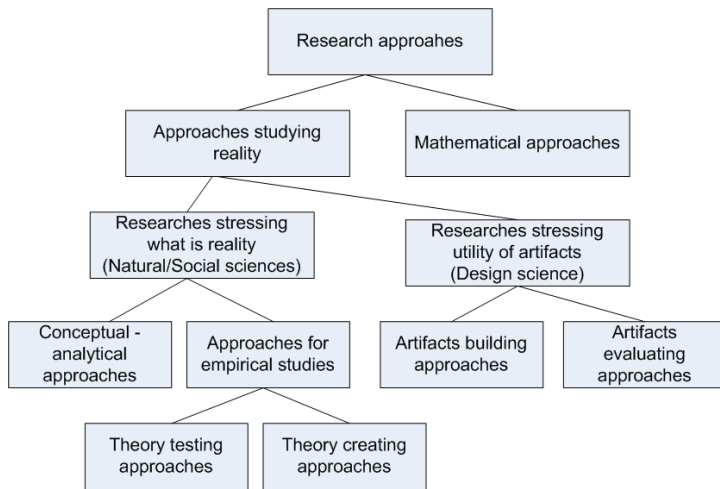 Research approahes
Approaches studying
reality
Mathematical approaches
Researches stressing
what is reality
(Natural/Social sciences)
Researches stressing
utility of artifacts
(Design science)
Conceptual -
analytical
approaches
Approaches for
empirical studies
Artifacts building
approaches
Artifacts
evaluating
approaches
Theory testing
approaches
Theory creating
approaches